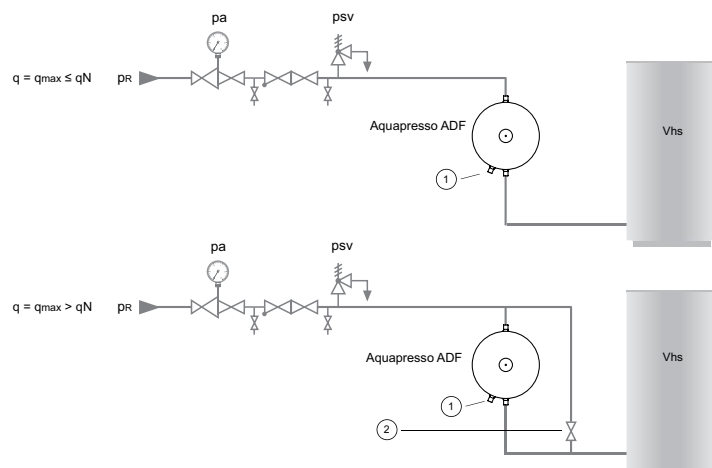 pa
psv
q = qmax ≤ qN
pR
Aquapresso ADF
Vhs
1
pa
psv
q = qmax > qN
pR
Aquapresso ADF
Vhs
1
2